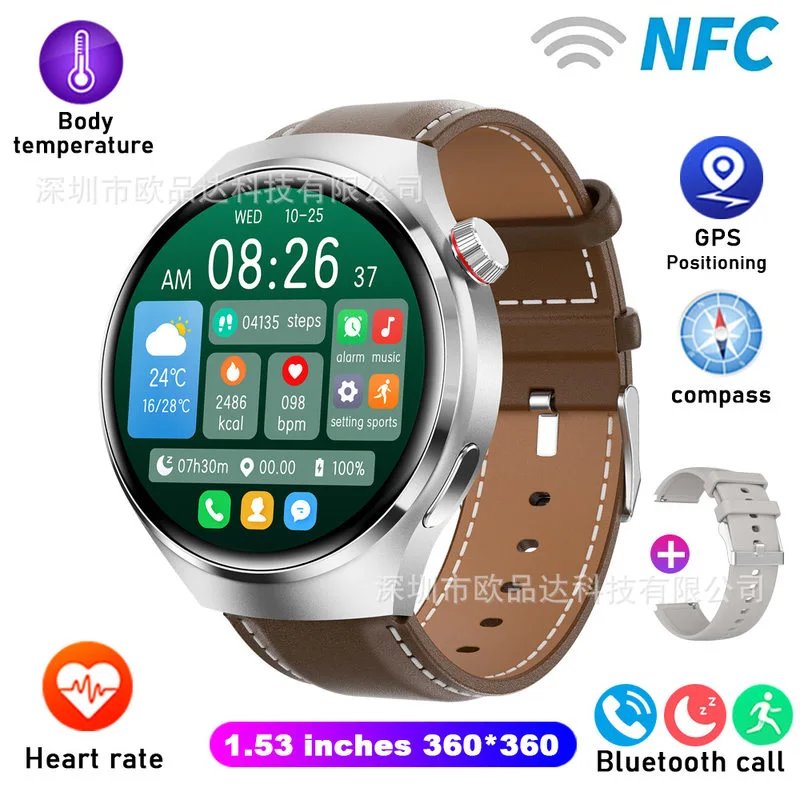 NFC
Body
temperature
深圳市欧品达科技有限公司
WED 10-25
AM 08:26 37
GPS
Positioning
04135 steps
alarm music
24℃
16/28℃
2486
kcal
098
bpm
setting sports
compass
07h30m 00.00 100%
+
深圳市欧品达科技有限公司
Heart rate
1.53 inches 360*360
Bluetooth call